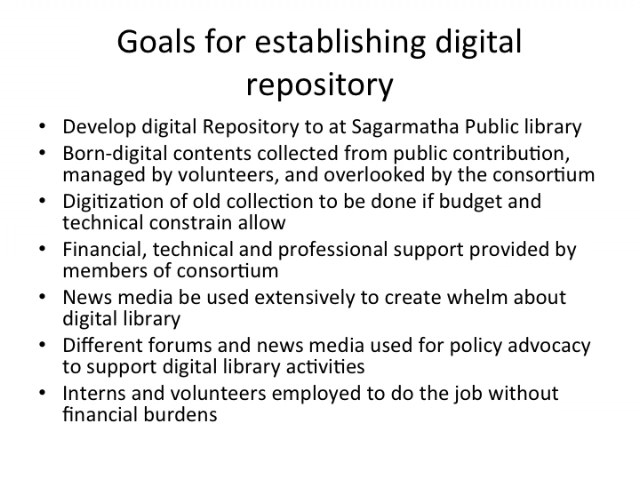 Goals for establishing digital
repository
• Develop digital Repository to at Sagarmatha Public library
• Born-digital contents collected from public contribution,
managed by volunteers, and overlooked by the consortium
• Digitization of old collection to be done if budget and
technical constrain allow
• Financial, technical and professional support provided by
members of consortium
• News media be used extensively to create whelm about
digital library
• Different forums and news media used for policy advocacy
to support digital library activities
• Interns and volunteers employed to do the job without
financial burdens